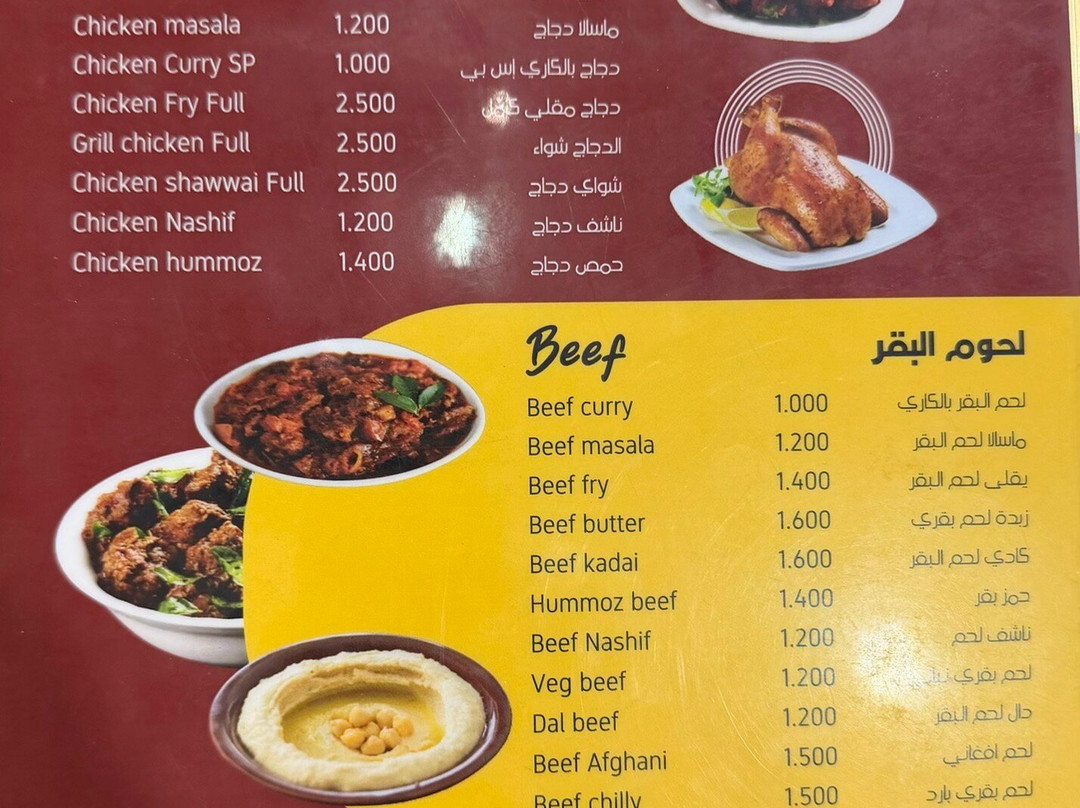 Chicken masala 1.200 ماسالا دجاج
Chicken Curry SP 1.000 دجاج بالكاري إس بي
Chicken Fry Full 2.500 دجاج مقلي كامل
Grill chicken Full 2.500 الدجاج شواء
Chicken shawwai Full 2.500 شواي دجاج
Chicken Nashif 1.200 ناشف دجاج
Chicken hummoz 1.400 حمص دجاج
Beef لحوم البقر
Beef curry 1.000 لحم البقر بالكاري
Beef masala 1.200 ماسالا لحم البقر
Beef fry 1.400 يقلى لحم البقر
Beef butter 1.600 زبدة لحم بقري
Beef kadai 1.600 كادي لحم البقر
Hummoz beef 1.400 حمز بقر
Beef Nashif 1.200 ناشف لحم
Veg beef 1.200 لحم بقري
Dal beef 1.200 دال لحم البقر
Beef Afghani 1.500 لحم افغاني
Beef chilly 1.500 لحم بقري بارد